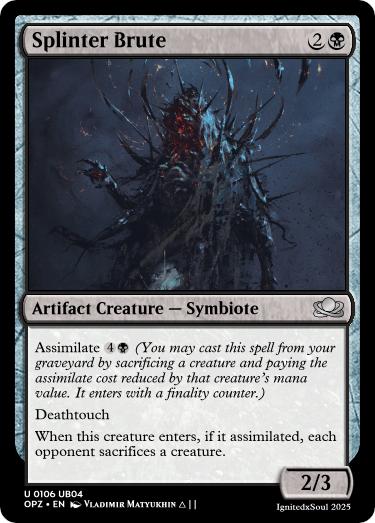 Splinter Brute 2
Artifact Creature — Symbiote
Assimilate 4 (You may cast this spell from your
graveyard by sacrificing a creature and paying the
assimilate cost reduced by that creature's mana
value. It enters with a finality counter.)
Deathtouch
When this creature enters, if it assimilated, each
opponent sacrifices a creature.
2/3
U 0106 UB04
OPZ • EN Vladimir Matyukhin
IgnitedxSoul 2025